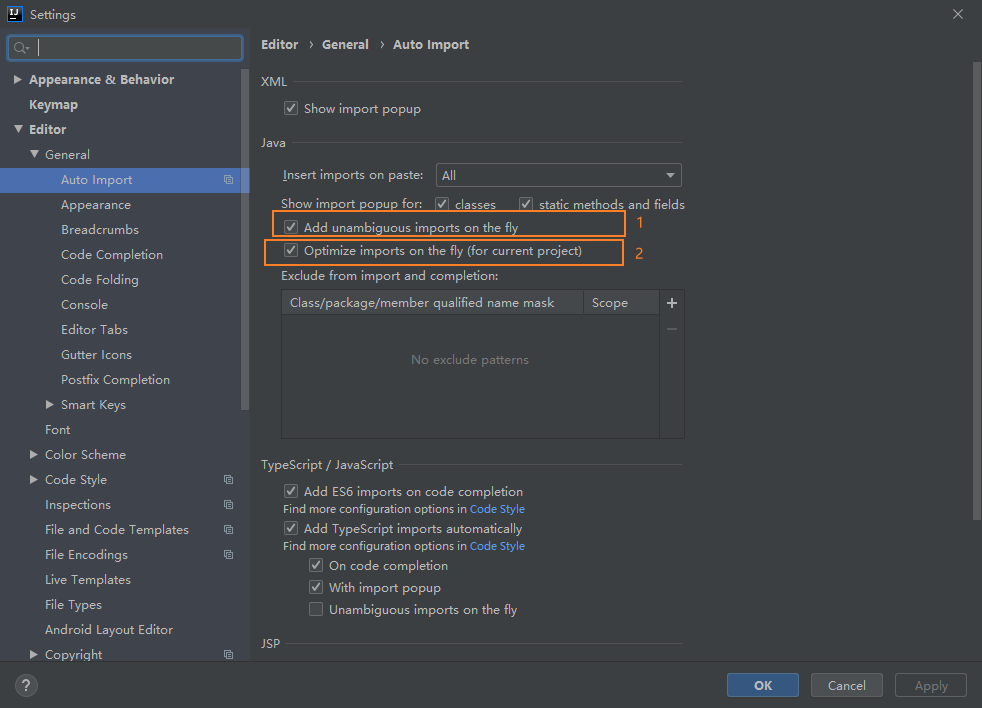 IJ Settings
Appearance & Behavior
Keymap
Editor
General
Auto Import
Appearance
Breadcrumbs
Code Completion
Code Folding
Console
Editor Tabs
Gutter Icons
Postfix Completion
Smart Keys
Font
Color Scheme
Code Style
Inspections
File and Code Templates
File Encodings
Live Templates
File Types
Android Layout Editor
Copyright
Editor › General › Auto Import
XML
Show import popup
Java
Insert imports on paste: All
Show import popup for: classes static methods and fields
Add unambiguous imports on the fly 1
Optimize imports on the fly (for current project) 2
Exclude from import and completion:
Class/package/member qualified name mask Scope
No exclude patterns
TypeScript / JavaScript
Add ES6 imports on code completion
Find more configuration options in Code Style
Add TypeScript imports automatically
Find more configuration options in Code Style
On code completion
With import popup
Unambiguous imports on the fly
JSP
? OK Cancel Apply